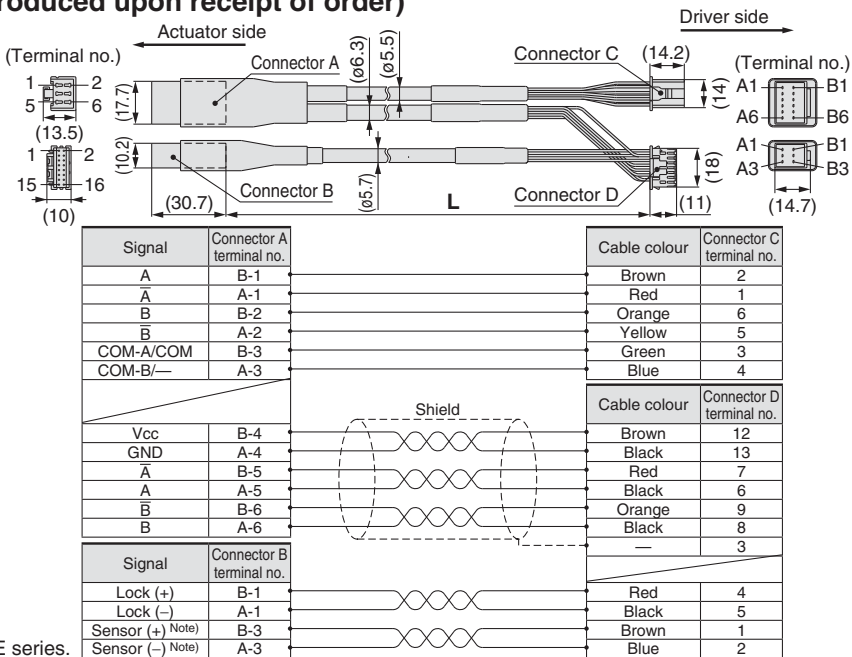 roduced upon receipt of order)
Actuator side
Driver side
(Terminal no.)
Connector A
(ø6.3)
(ø5.5)
Connector C
(14.2)
(Terminal no.)
1 2
5 6
(13.5)
(17.7)
(14)
A1 B1
A6 B6
1 2
15 16
(10)
(10.2)
(30.7)
Connector B
(ø5.7)
L
Connector D
(18)
(11)
A1 B1
A3 B3
(14.7)
Signal Connector A terminal no. Cable colour Connector C terminal no.
A B-1 Brown 2
A̅ A-1 Red 1
B B-2 Orange 6
B̅ A-2 Yellow 5
COM-A/COM B-3 Green 3
COM-B/— A-3 Blue 4
Shield
Cable colour Connector D terminal no.
Vcc B-4 Brown 12
GND A-4 Black 13
A̅ B-5 Red 7
A A-5 Black 6
B̅ B-6 Orange 9
B A-6 Black 8
— 3
Signal Connector B terminal no.
Lock (+) B-1 Red 4
Lock (−) A-1 Black 5
Sensor (+) Note) B-3 Brown 1
E series. Sensor (−) Note) A-3 Blue 2